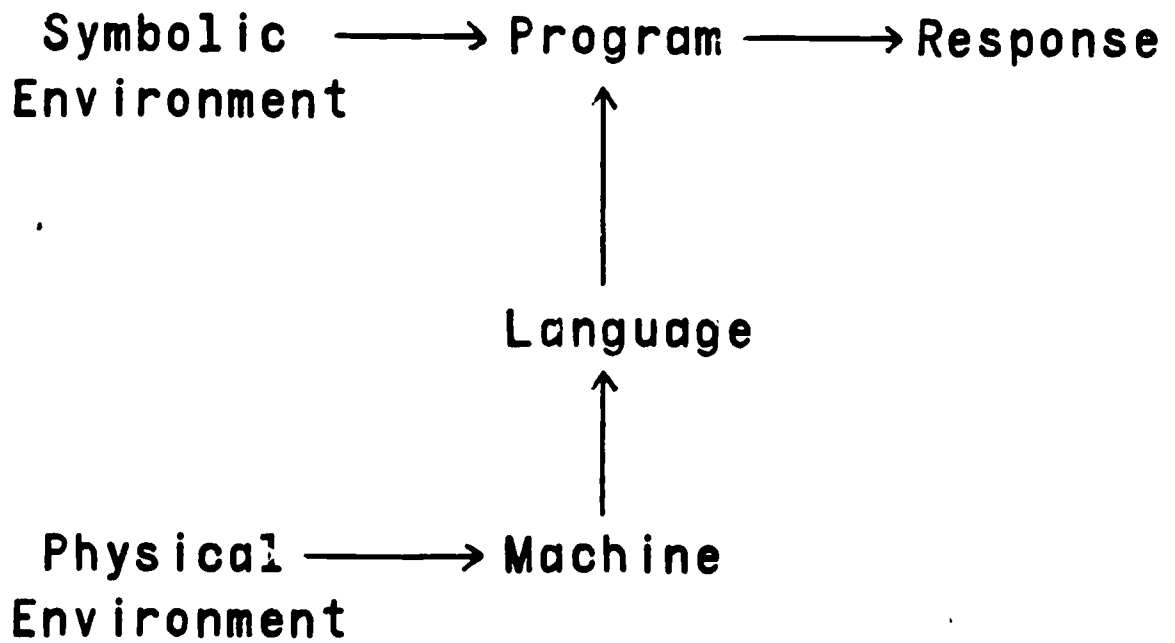 Symbolic Environment → Program → Response
Language
Physical Environment → Machine